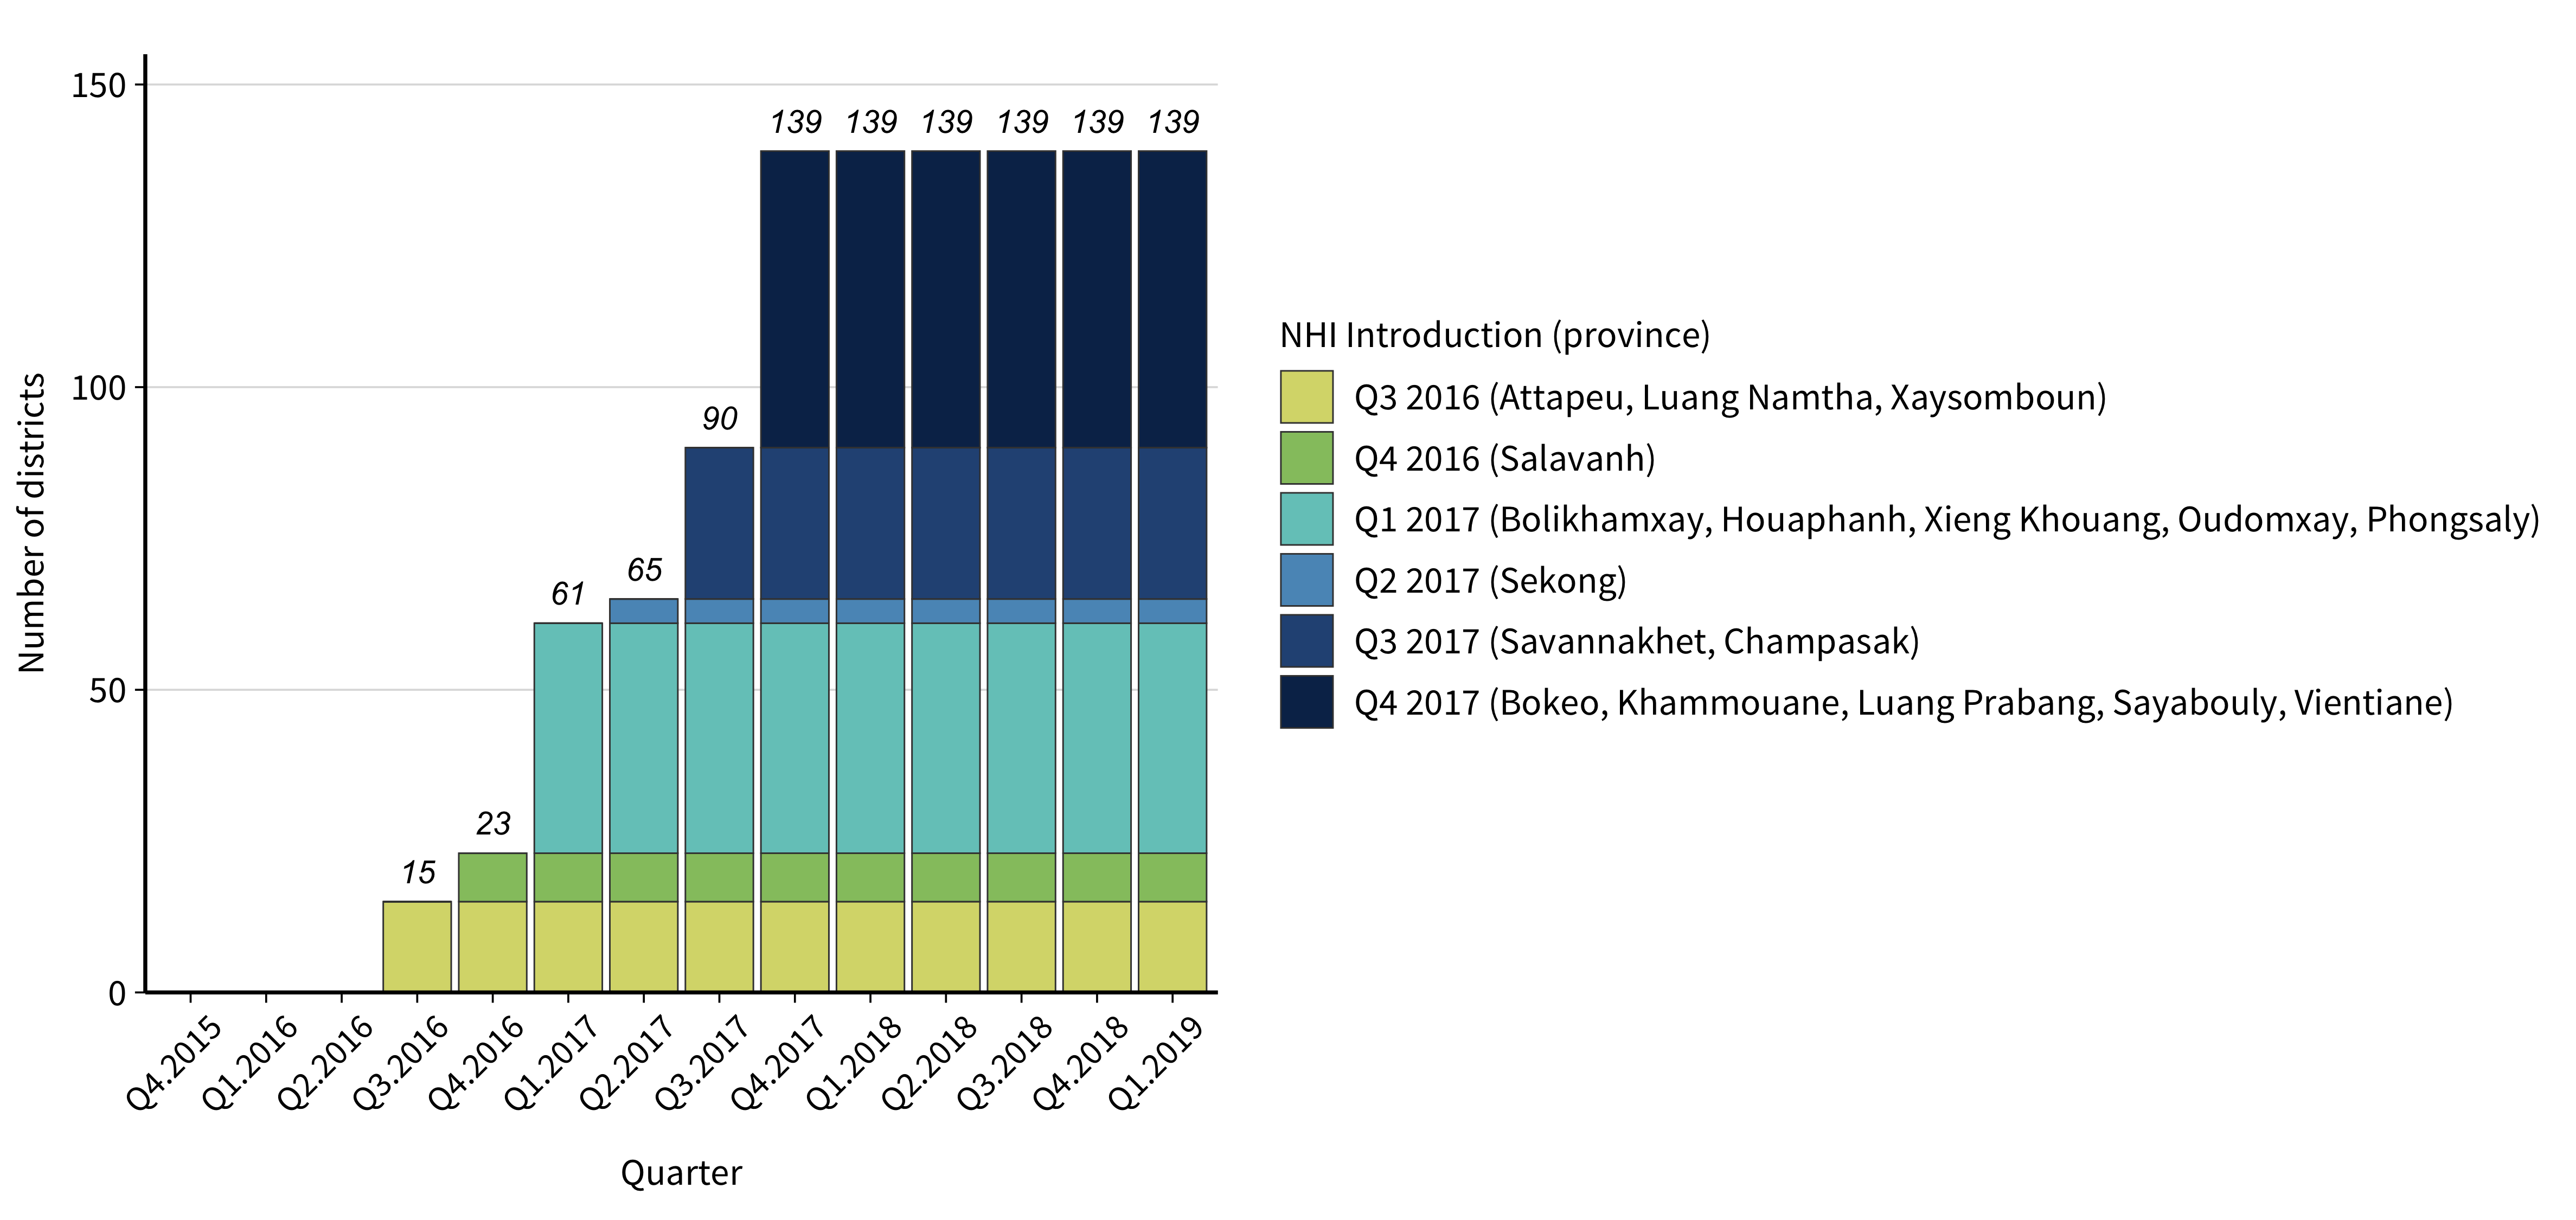 150
100
50
0
Number of districts
15
23
61
65
90
139 139 139 139 139 139
Q4.2015 Q1.2016 Q2.2016 Q3.2016 Q4.2016 Q1.2017 Q2.2017 Q3.2017 Q4.2017 Q1.2018 Q2.2018 Q3.2018 Q4.2018 Q1.2019
Quarter
NHI Introduction (province)
Q3 2016 (Attapeu, Luang Namtha, Xaysomboun)
Q4 2016 (Salavanh)
Q1 2017 (Bolikhamxay, Houaphanh, Xieng Khouang, Oudomxay, Phongsaly)
Q2 2017 (Sekong)
Q3 2017 (Savannakhet, Champasak)
Q4 2017 (Bokeo, Khammouane, Luang Prabang, Sayabouly, Vientiane)